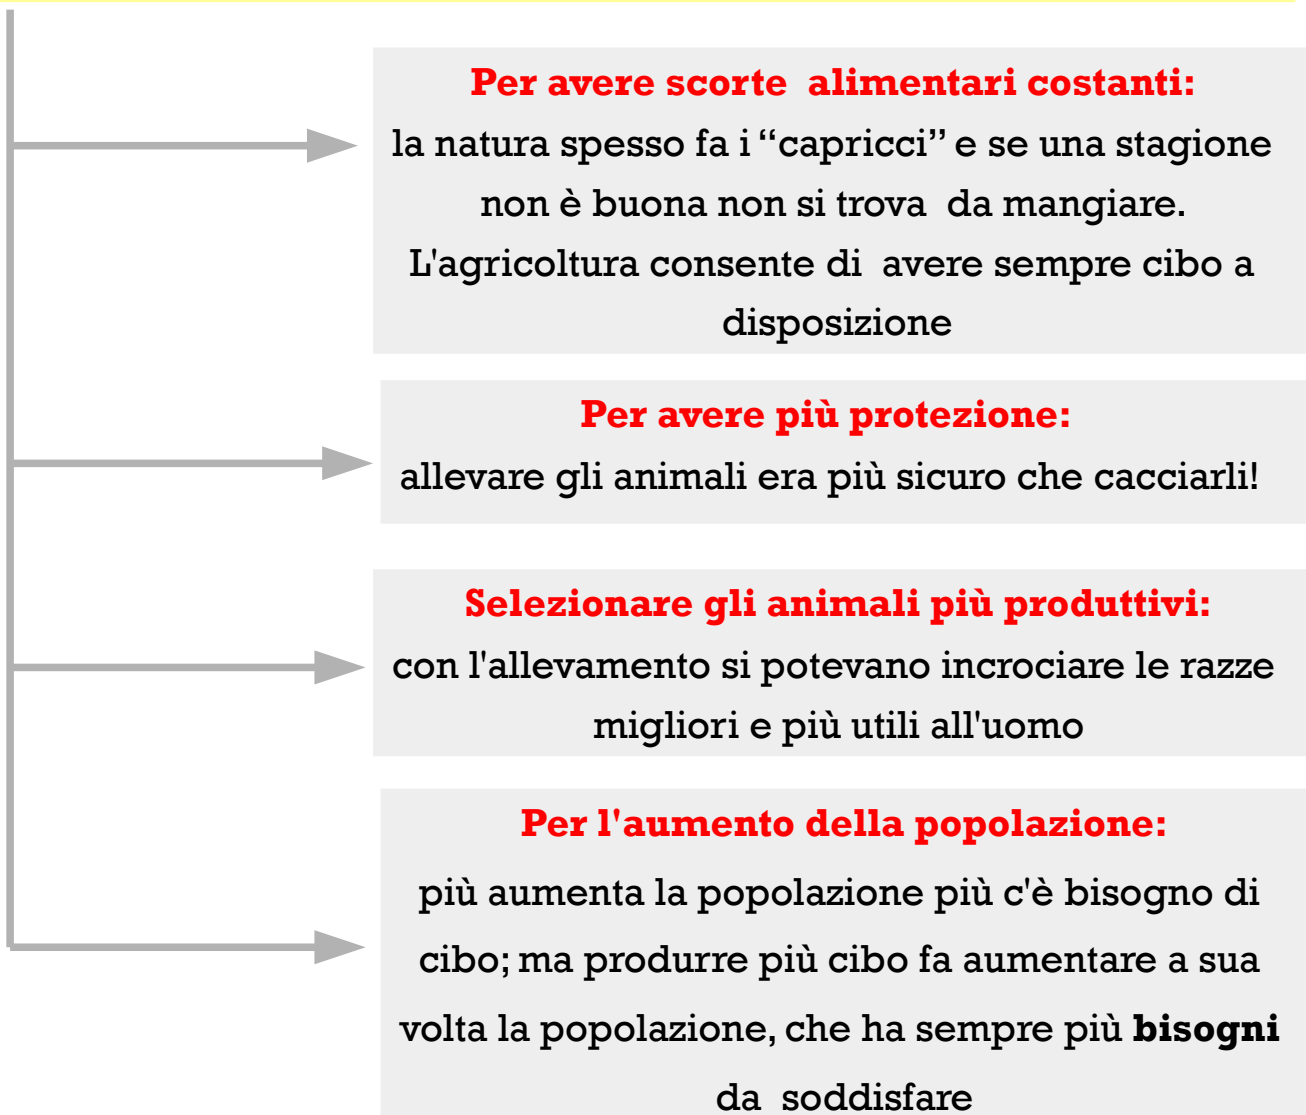 Per avere scorte alimentari costanti:
la natura spesso fa i “capricci” e se una stagione
non è buona non si trova da mangiare.
L'agricoltura consente di avere sempre cibo a
disposizione
Per avere più protezione:
allevare gli animali era più sicuro che cacciarli!
Selezionare gli animali più produttivi:
con l'allevamento si potevano incrociare le razze
migliori e più utili all'uomo
Per l'aumento della popolazione:
più aumenta la popolazione più c'è bisogno di
cibo; ma produrre più cibo fa aumentare a sua
volta la popolazione, che ha sempre più bisogni
da soddisfare